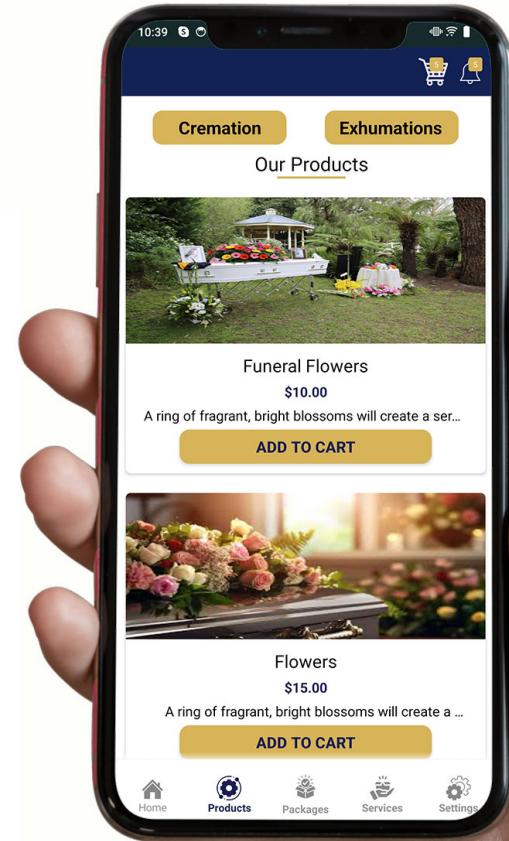 10:39
5
5
Cremation
Exhumations
Our Products
Funeral Flowers
$10.00
A ring of fragrant, bright blossoms will create a ser...
ADD TO CART
Flowers
$15.00
A ring of fragrant, bright blossoms will create a ...
ADD TO CART
Home
Products
Packages
Services
Settings